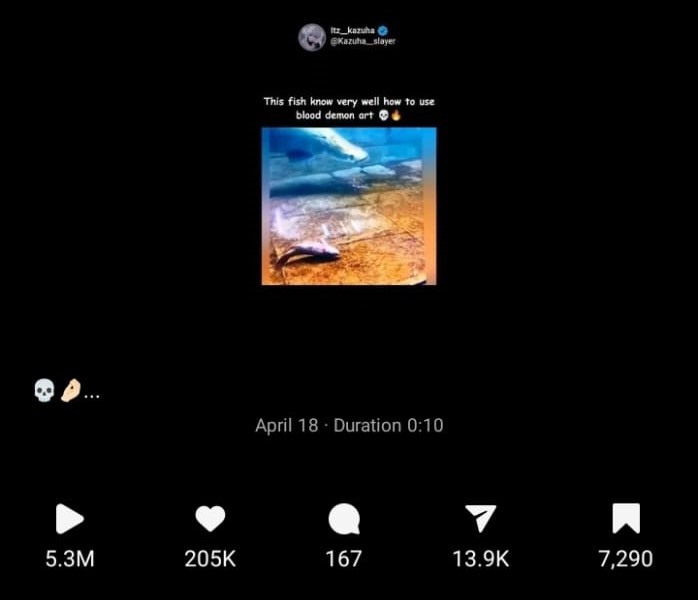 Itz__kazuha
@Kazuha__slayer
This fish know very well how to use
blood demon art 💀🔥
💀🤌🏻...
April 18 · Duration 0:10
5.3M
205K
167
13.9K
7,290